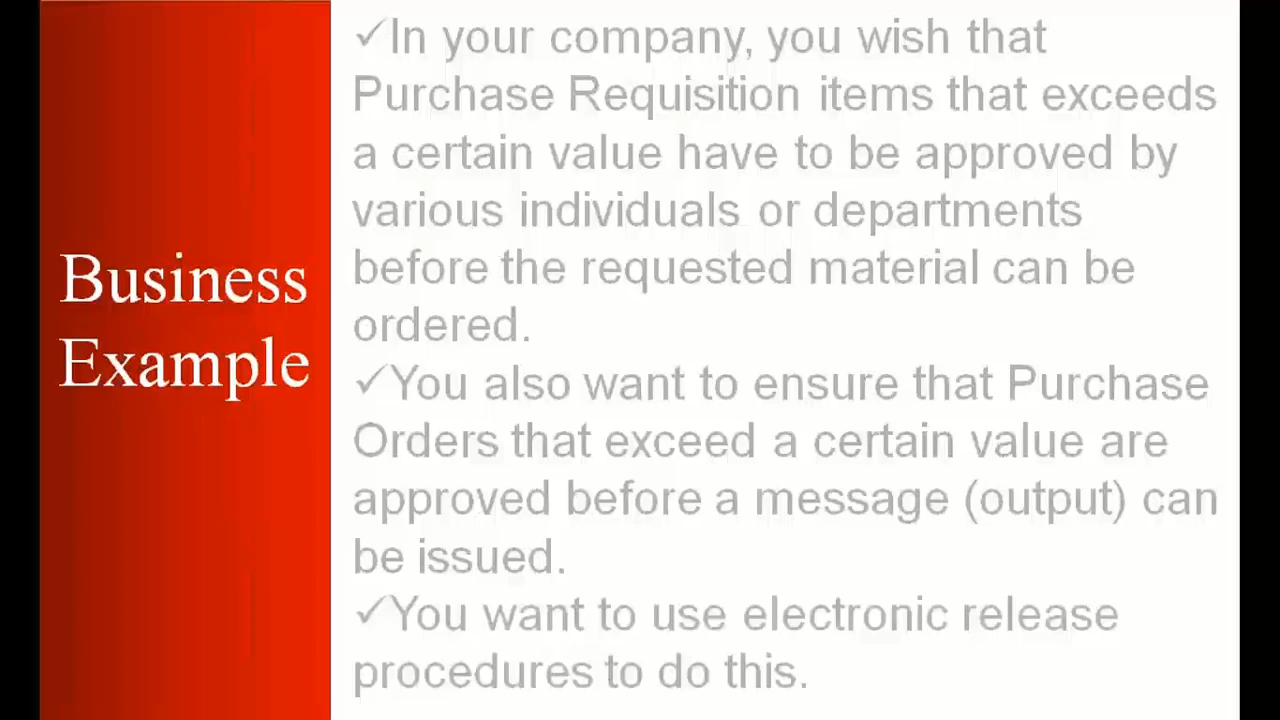 Business
Example
✓In your company, you wish that
Purchase Requisition items that exceeds
a certain value have to be approved by
various individuals or departments
before the requested material can be
ordered.
✓You also want to ensure that Purchase
Orders that exceed a certain value are
approved before a message (output) can
be issued.
✓You want to use electronic release
procedures to do this.